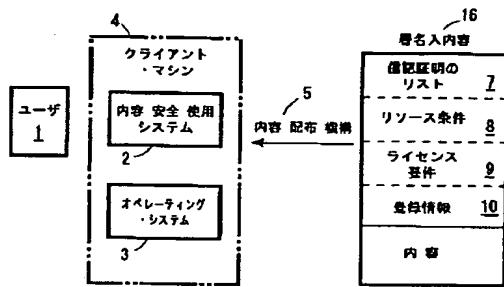 4
16
クライアント
・マシン
ユーザ
1
内容 安全 使用
システム
2
オペレーティング
・システム
3
5
内容 配布 機構
署名入内容
信認証明の
リスト 7
リソース条件 8
ライセンス
要件 9
登録情報 10
内容